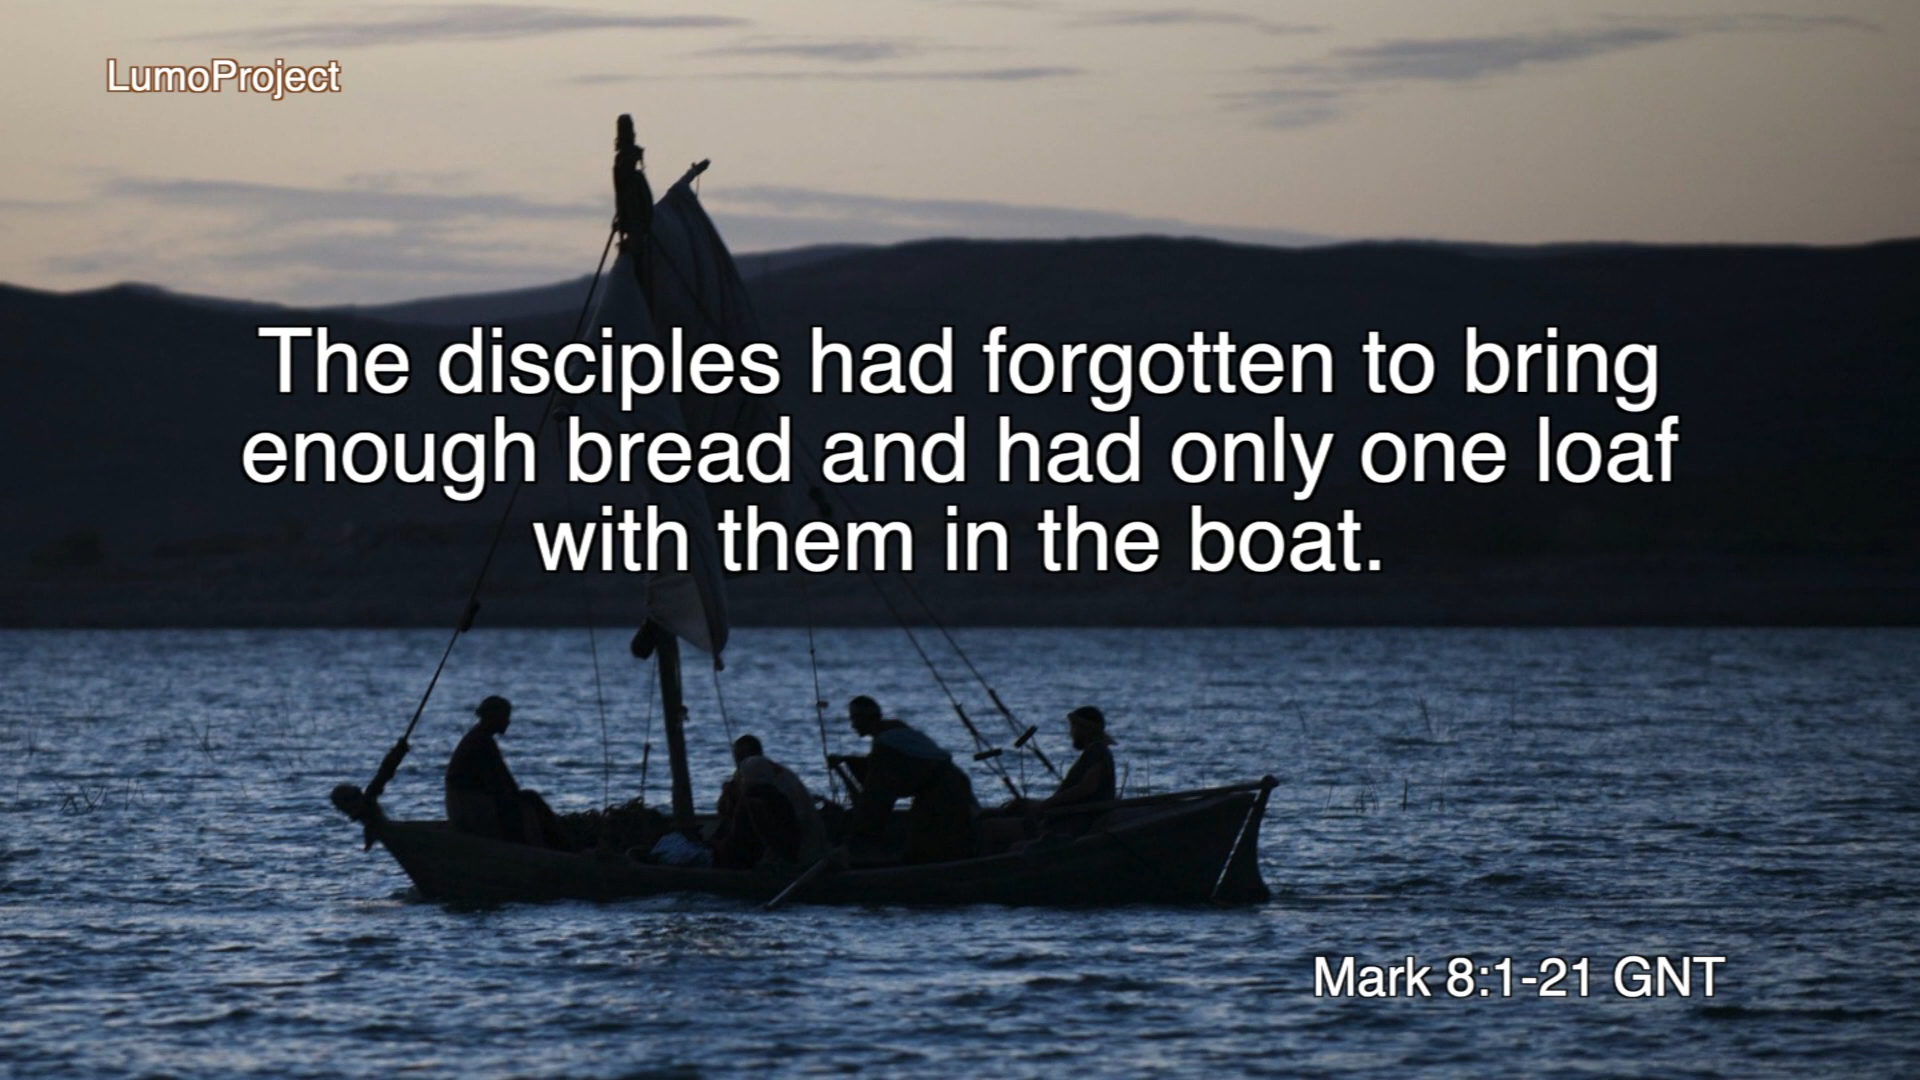 LumoProject
The disciples had forgotten to bring
enough bread and had only one loaf
with them in the boat.
Mark 8:1-21 GNT